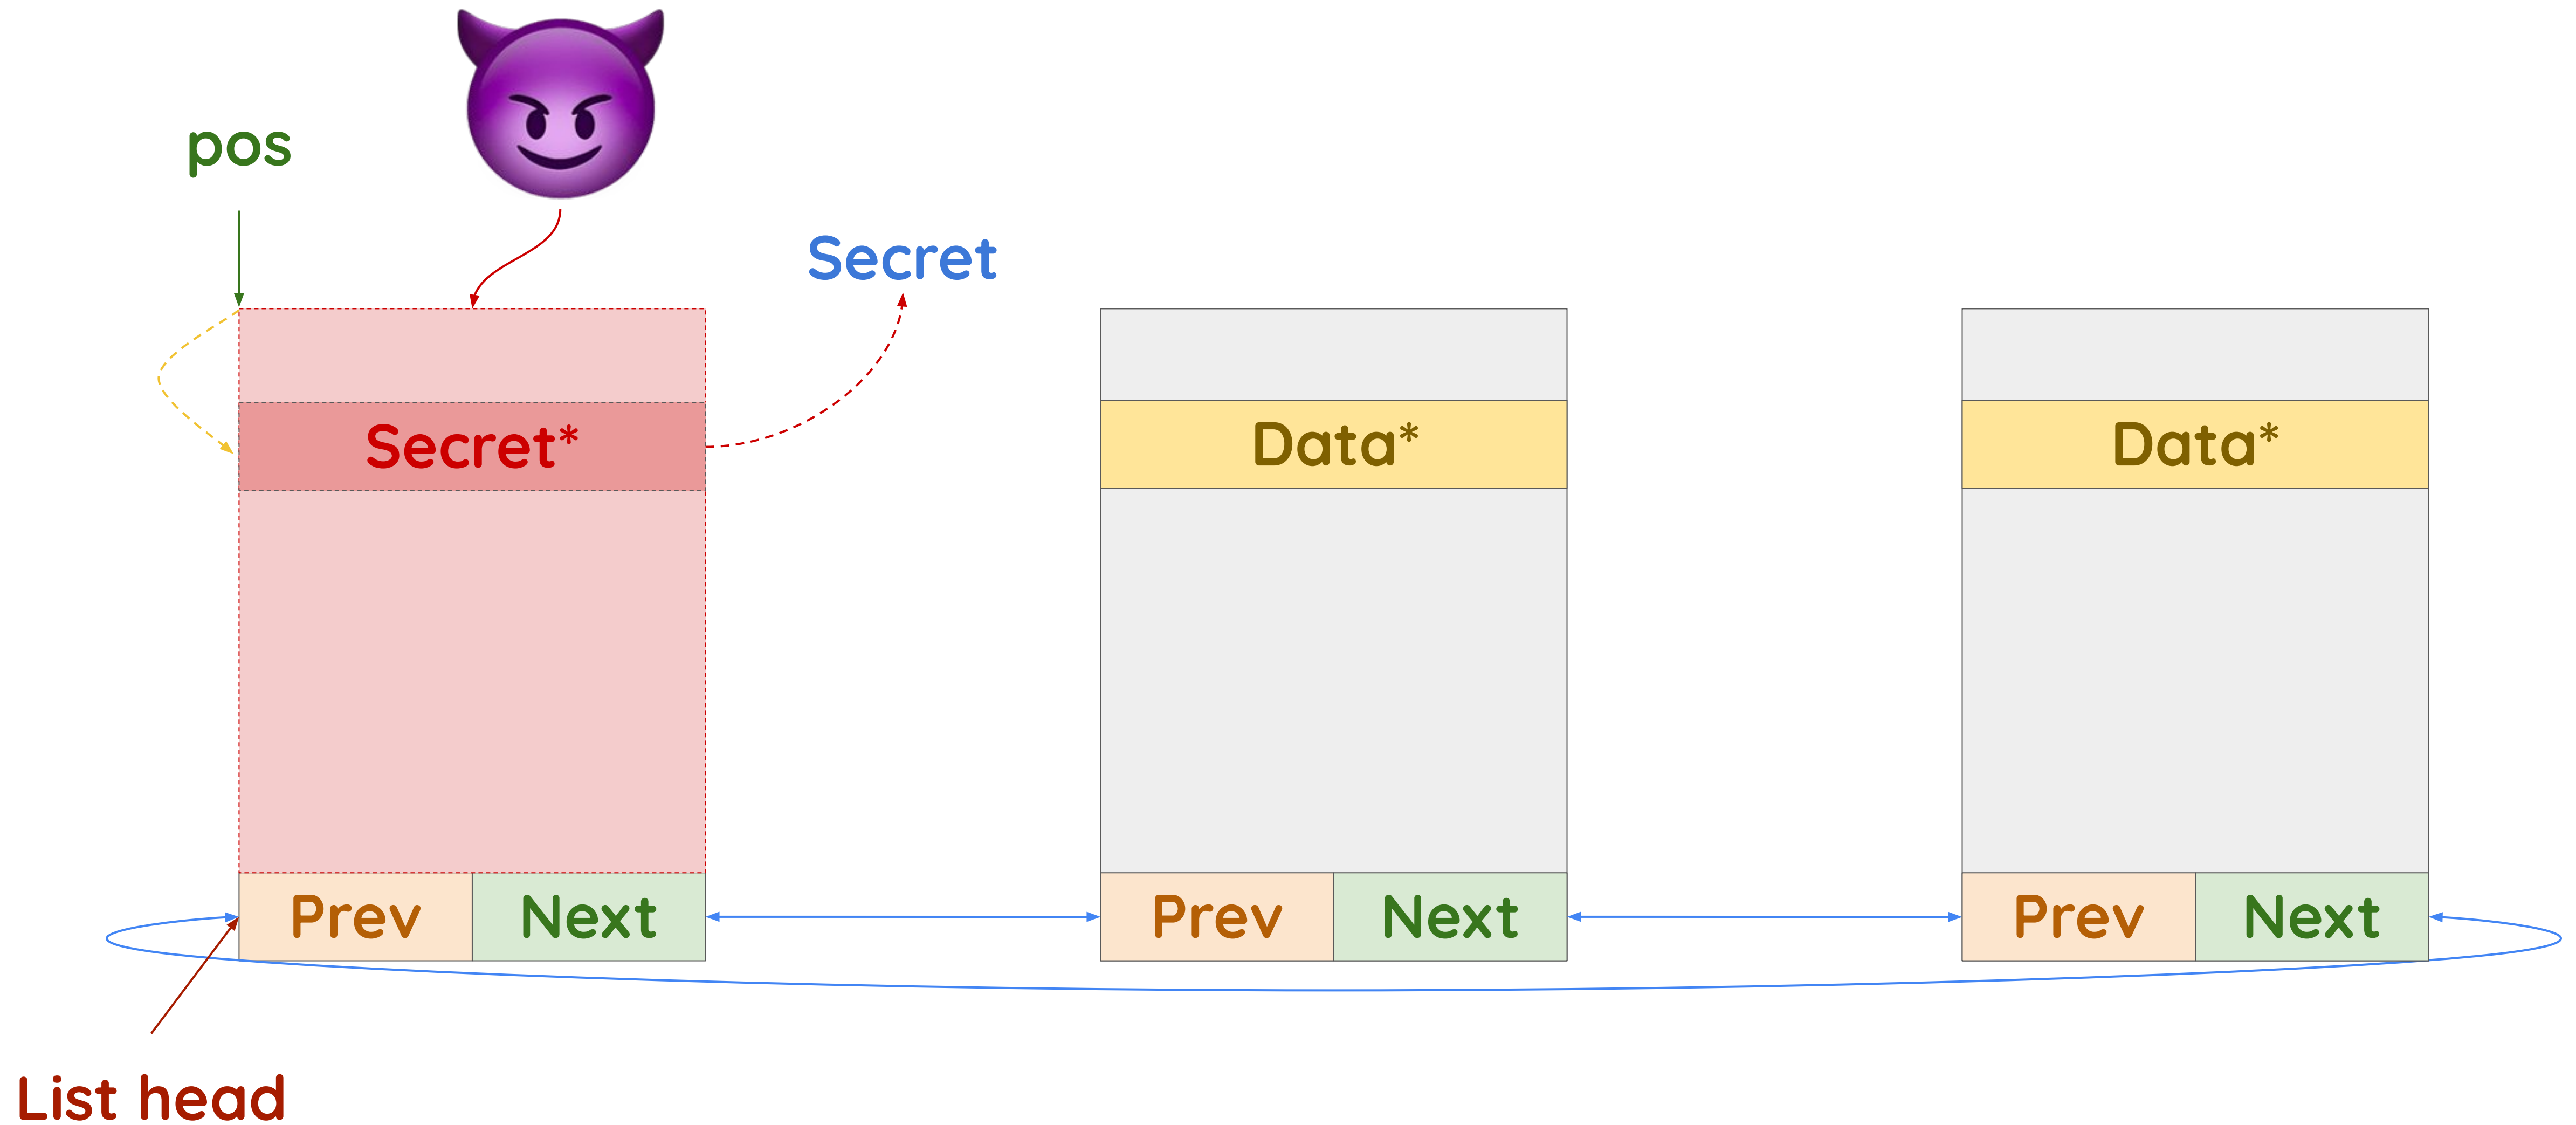 pos
Secret
Secret*
Data*
Data*
Prev
Next
Prev
Next
Prev
Next
List head